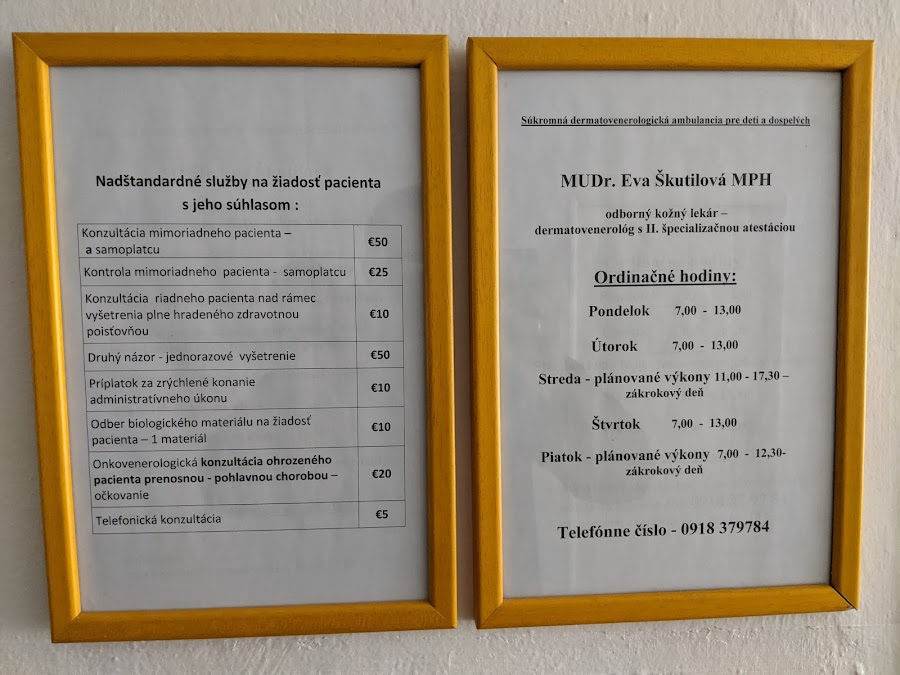 Nadštandardné služby na žiadosť pacienta
s jeho súhlasom :
Konzultácia mimoriadneho pacienta –
a samoplatcu
€50
Kontrola mimoriadneho pacienta - samoplatcu €25
Konzultácia riadneho pacienta nad rámec
vyšetrenia plne hradeného zdravotnou
poisťovňou
€10
Druhý názor - jednorazové vyšetrenie €50
Príplatok za zrýchlené konanie
administratívneho úkonu
€10
Odber biologického materiálu na žiadosť
pacienta – 1 materiál
€10
Onkovenerologická konzultácia ohrozeného
pacienta prenosnou - pohlavnou chorobou –
očkovanie
€20
Telefonická konzultácia €5
Súkromná dermatovenerologická ambulancia pre deti a dospelých
MUDr. Eva Škutilová MPH
odborný kožný lekár –
dermatovenerológ s II. špecializačnou atestáciou
Ordinačné hodiny:
Pondelok 7,00 - 13,00
Útorok 7,00 - 13,00
Streda - plánované výkony 11,00 - 17,30 –
zákrokový deň
Štvrtok 7,00 - 13,00
Piatok - plánované výkony 7,00 - 12,30-
zákrokový deň
Telefónne číslo - 0918 379784